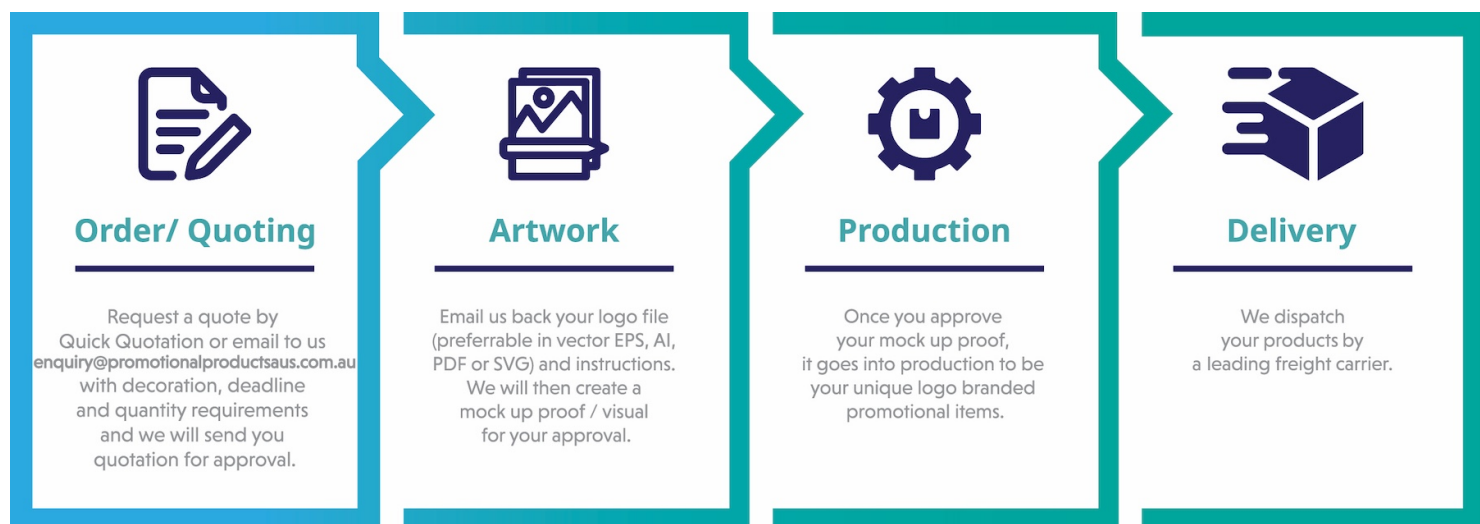 Order/ Quoting
Request a quote by
Quick Quotation or email to us
enquiry@promotionalproductsaus.com.au
with decoration, deadline
and quantity requirements
and we will send you
quotation for approval.
Artwork
Email us back your logo file
(preferrable in vector EPS, AI,
PDF or SVG) and instructions.
We will then create a
mock up proof / visual
for your approval.
Production
Once you approve
your mock up proof,
it goes into production to be
your unique logo branded
promotional items.
Delivery
We dispatch
your products by
a leading freight carrier.